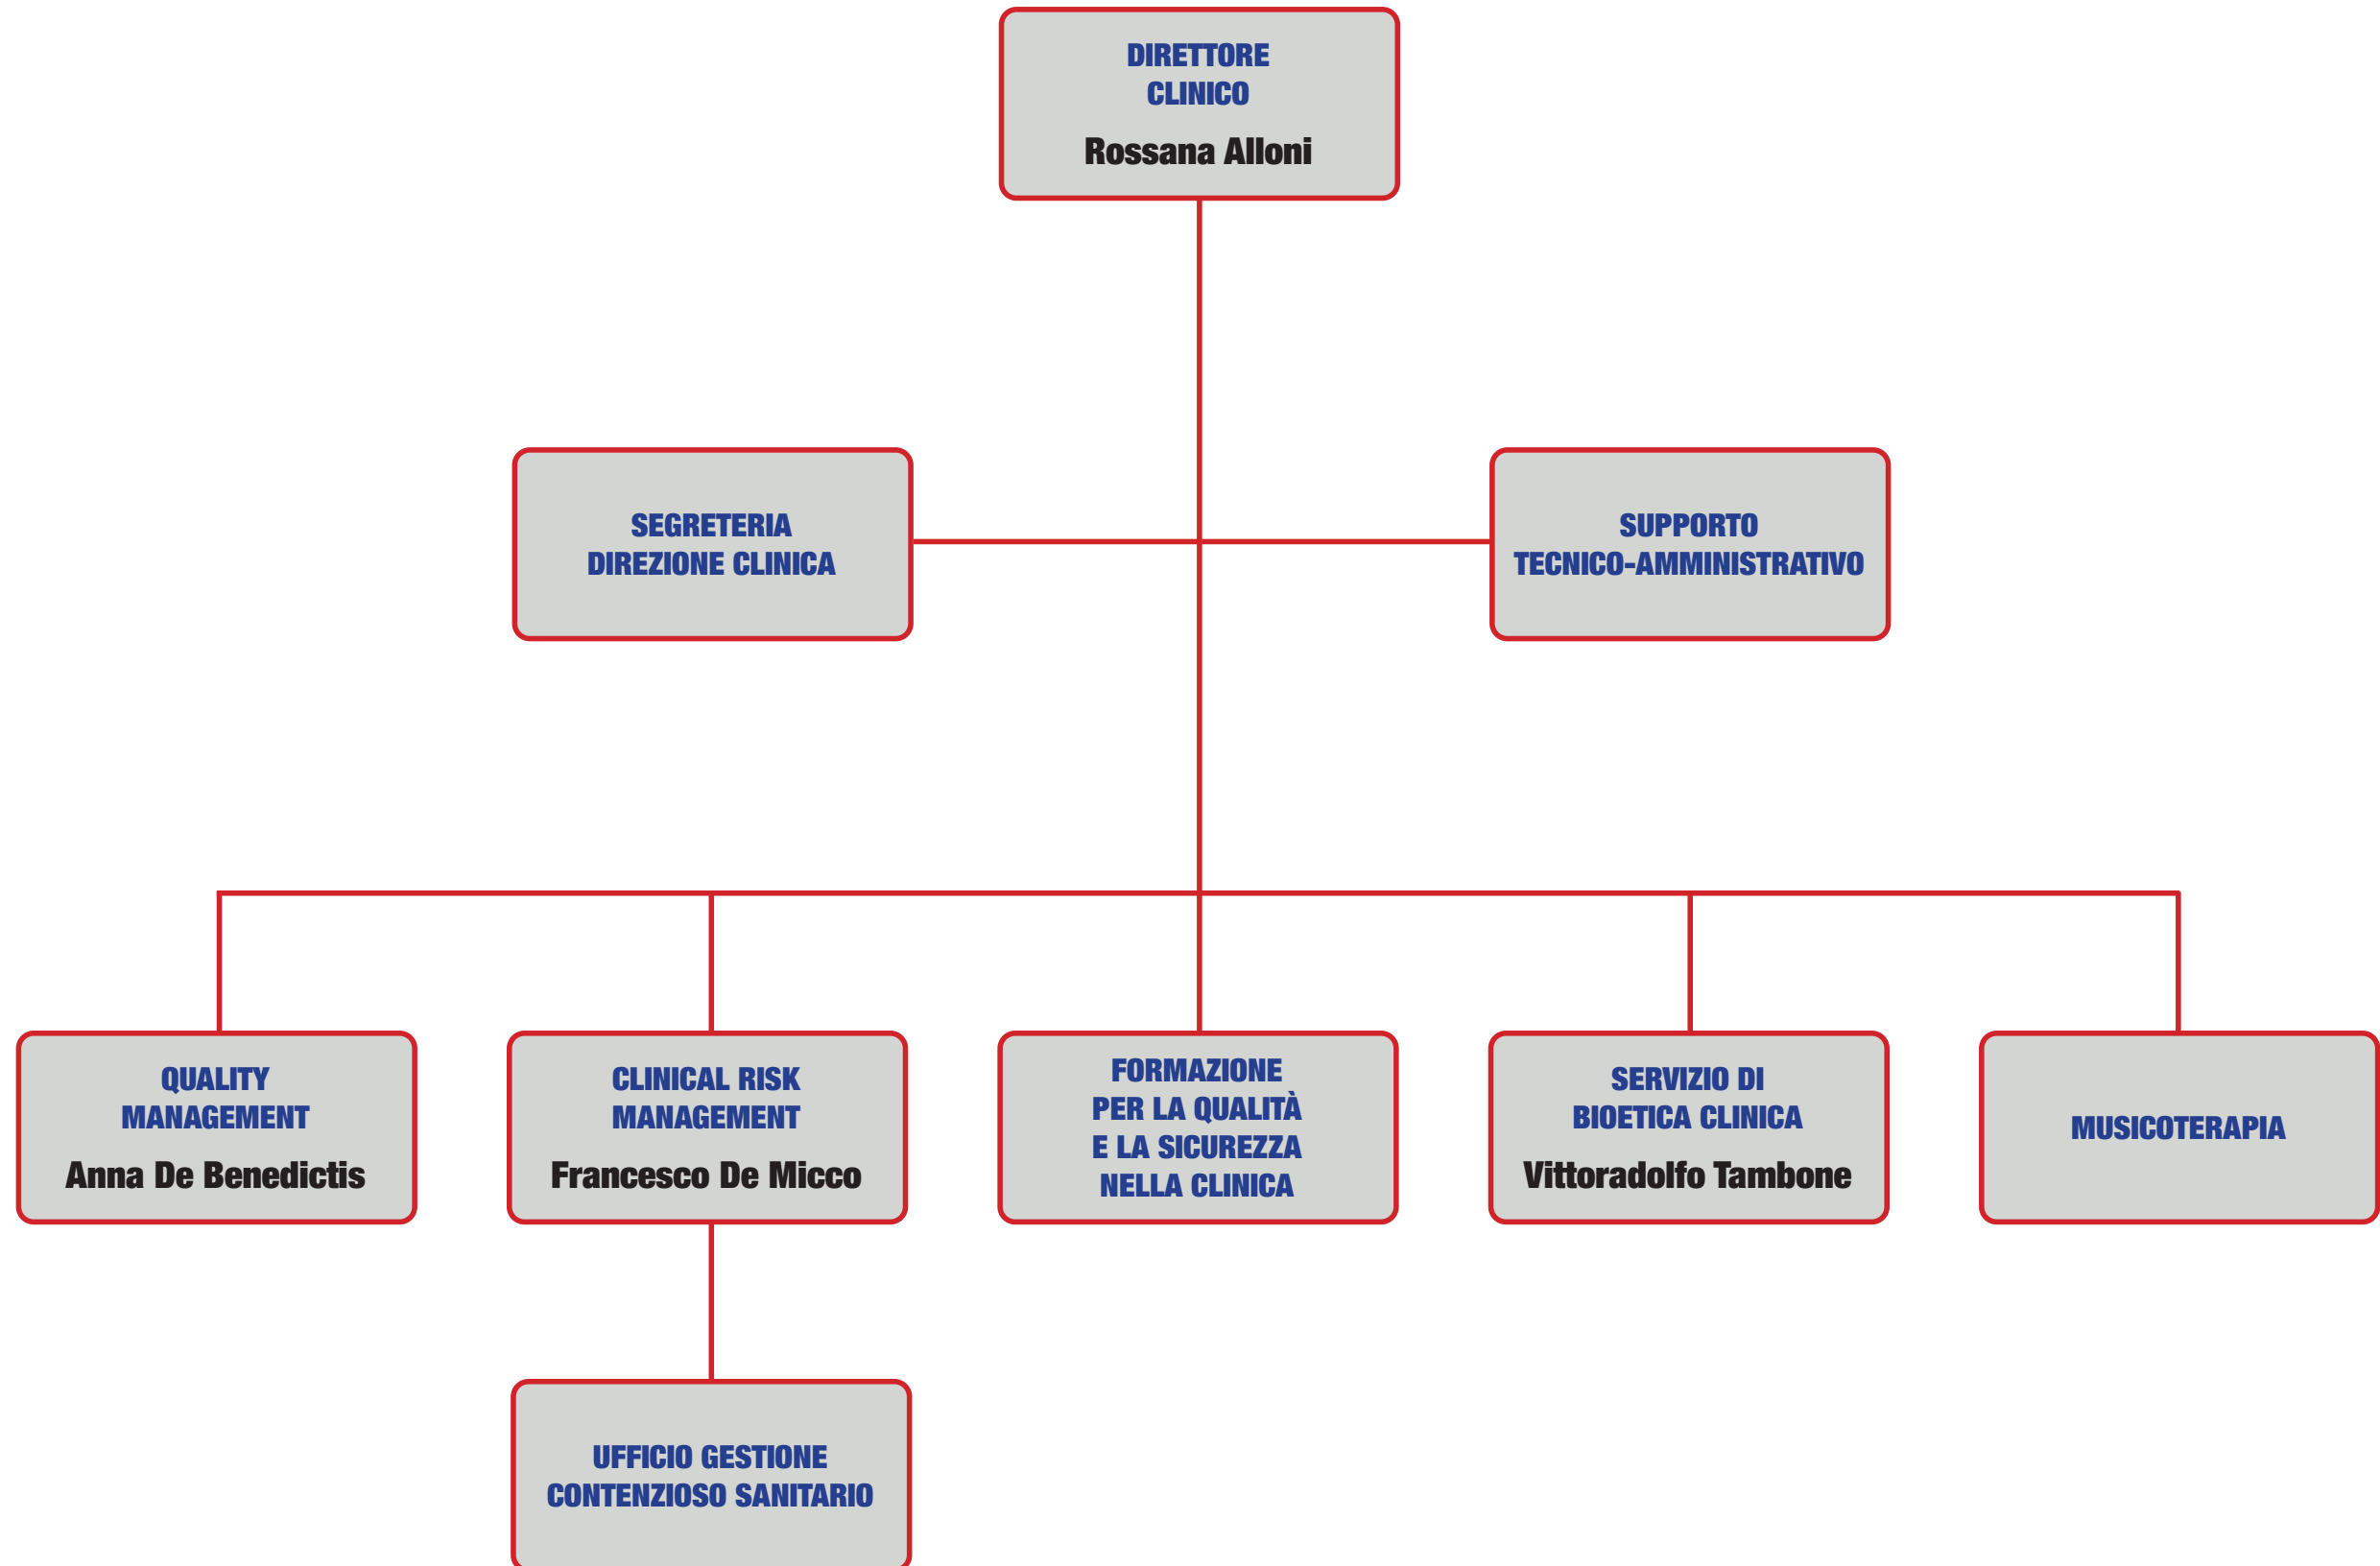 DIRETTORE
CLINICO
Rossana Alloni
SEGRETERIA
DIREZIONE CLINICA
SUPPORTO
TECNICO-AMMINISTRATIVO
QUALITY
MANAGEMENT
Anna De Benedictis
CLINICAL RISK
MANAGEMENT
Francesco De Micco
FORMAZIONE
PER LA QUALITÀ
E LA SICUREZZA
NELLA CLINICA
SERVIZIO DI
BIOETICA CLINICA
Vittoradolfo Tambone
MUSICOTERAPIA
UFFICIO GESTIONE
CONTENZIOSO SANITARIO